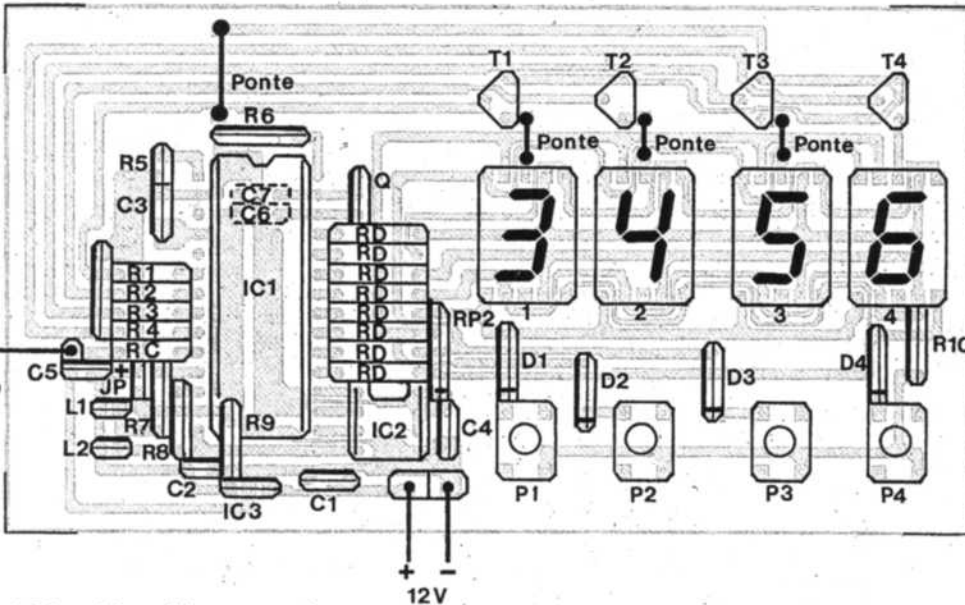 T1 T2 T3 T4
Ponte
R6
Ponte Ponte Ponte
R5
Q
C7
C3
C6
3 4 5 6
RD
RD
R1
RD
R2
IC1
RD
R3
RD
1 2 3 4
R4
RD
RP2
RC
RD
D1
D4
R10
C5
+
RD
D2
D3
JP
L1
R7
R9
IC2
C4
L2
R8
C2
C1
P1 P2 P3 P4
IC3
+ −
12V